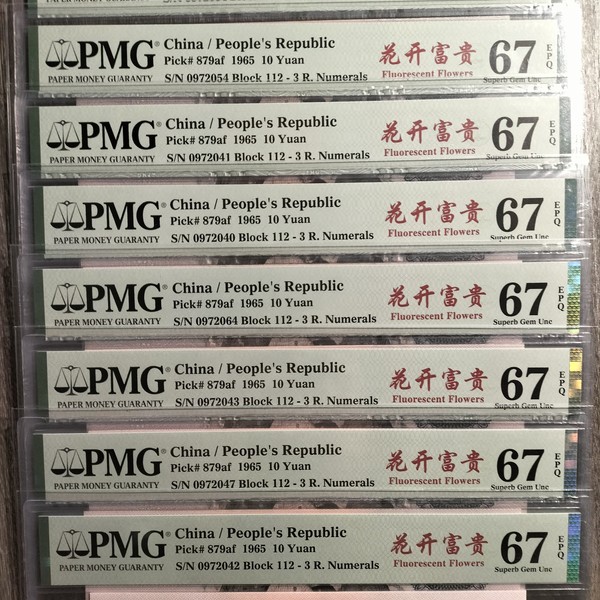 PMG® China / People's Republic
Pick# 879af 1965 10 Yuan
花开富贵 67 EPQ
PAPER MONEY GUARANTY S/N 0972054 Block 112 - 3 R. Numerals
Fluorescent Flowers Superb Gem Unc
PMG® China / People's Republic
Pick# 879af 1965 10 Yuan
花开富贵 67 EPQ
PAPER MONEY GUARANTY S/N 0972041 Block 112 - 3 R. Numerals
Fluorescent Flowers Superb Gem Unc
PMG® China / People's Republic
Pick# 879af 1965 10 Yuan
花开富贵 67 EPQ
PAPER MONEY GUARANTY S/N 0972040 Block 112 - 3 R. Numerals
Fluorescent Flowers Superb Gem Unc
PMG® China / People's Republic
Pick# 879af 1965 10 Yuan
花开富贵 67 EPQ
PAPER MONEY GUARANTY S/N 0972064 Block 112 - 3 R. Numerals
Fluorescent Flowers Superb Gem Unc
PMG® China / People's Republic
Pick# 879af 1965 10 Yuan
花开富贵 67 EPQ
PAPER MONEY GUARANTY S/N 0972043 Block 112 - 3 R. Numerals
Fluorescent Flowers Superb Gem Unc
PMG® China / People's Republic
Pick# 879af 1965 10 Yuan
花开富贵 67 EPQ
PAPER MONEY GUARANTY S/N 0972047 Block 112 - 3 R. Numerals
Fluorescent Flowers Superb Gem Unc
PMG® China / People's Republic
Pick# 879af 1965 10 Yuan
花开富贵 67 EPQ
PAPER MONEY GUARANTY S/N 0972042 Block 112 - 3 R. Numerals
Fluorescent Flowers Superb Gem Unc